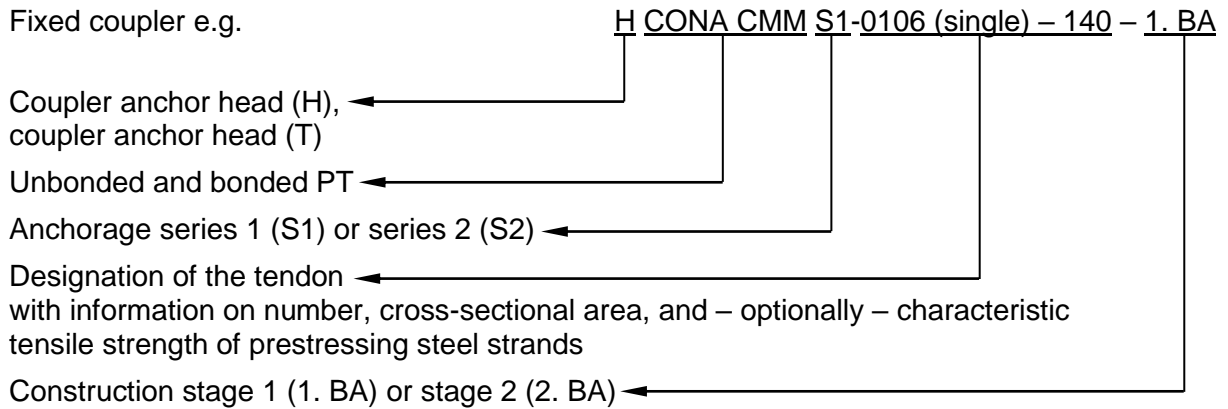 Fixed coupler e.g. H CONA CMM S1-0106 (single) – 140 – 1. BA
Coupler anchor head (H),
coupler anchor head (T)
Unbonded and bonded PT
Anchorage series 1 (S1) or series 2 (S2)
Designation of the tendon
with information on number, cross-sectional area, and – optionally – characteristic
tensile strength of prestressing steel strands
Construction stage 1 (1. BA) or stage 2 (2. BA)